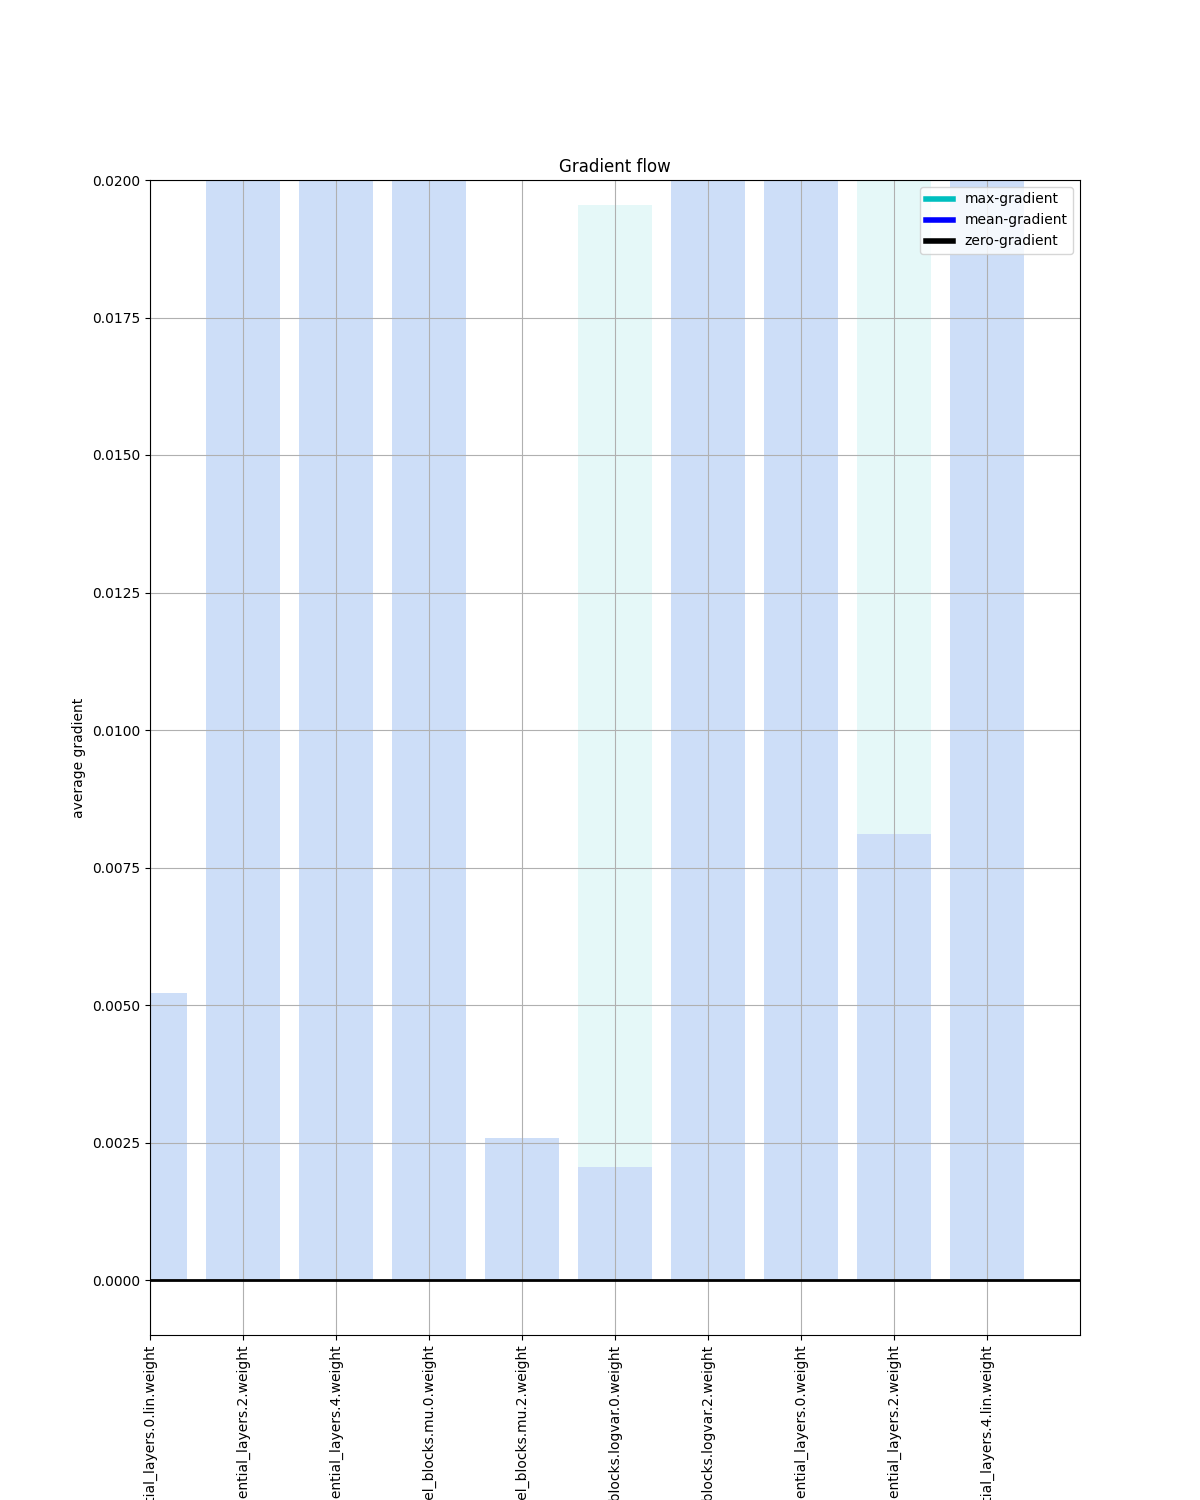 Gradient flow
max-gradient
mean-gradient
zero-gradient
average gradient
0.0200
0.0175
0.0150
0.0125
0.0100
0.0075
0.0050
0.0025
0.0000
tial_layers.0.lin.weight
ential_layers.2.weight
ential_layers.4.weight
el_blocks.mu.0.weight
el_blocks.mu.2.weight
blocks.logvar.0.weight
blocks.logvar.2.weight
ential_layers.0.weight
ential_layers.2.weight
tial_layers.4.lin.weight